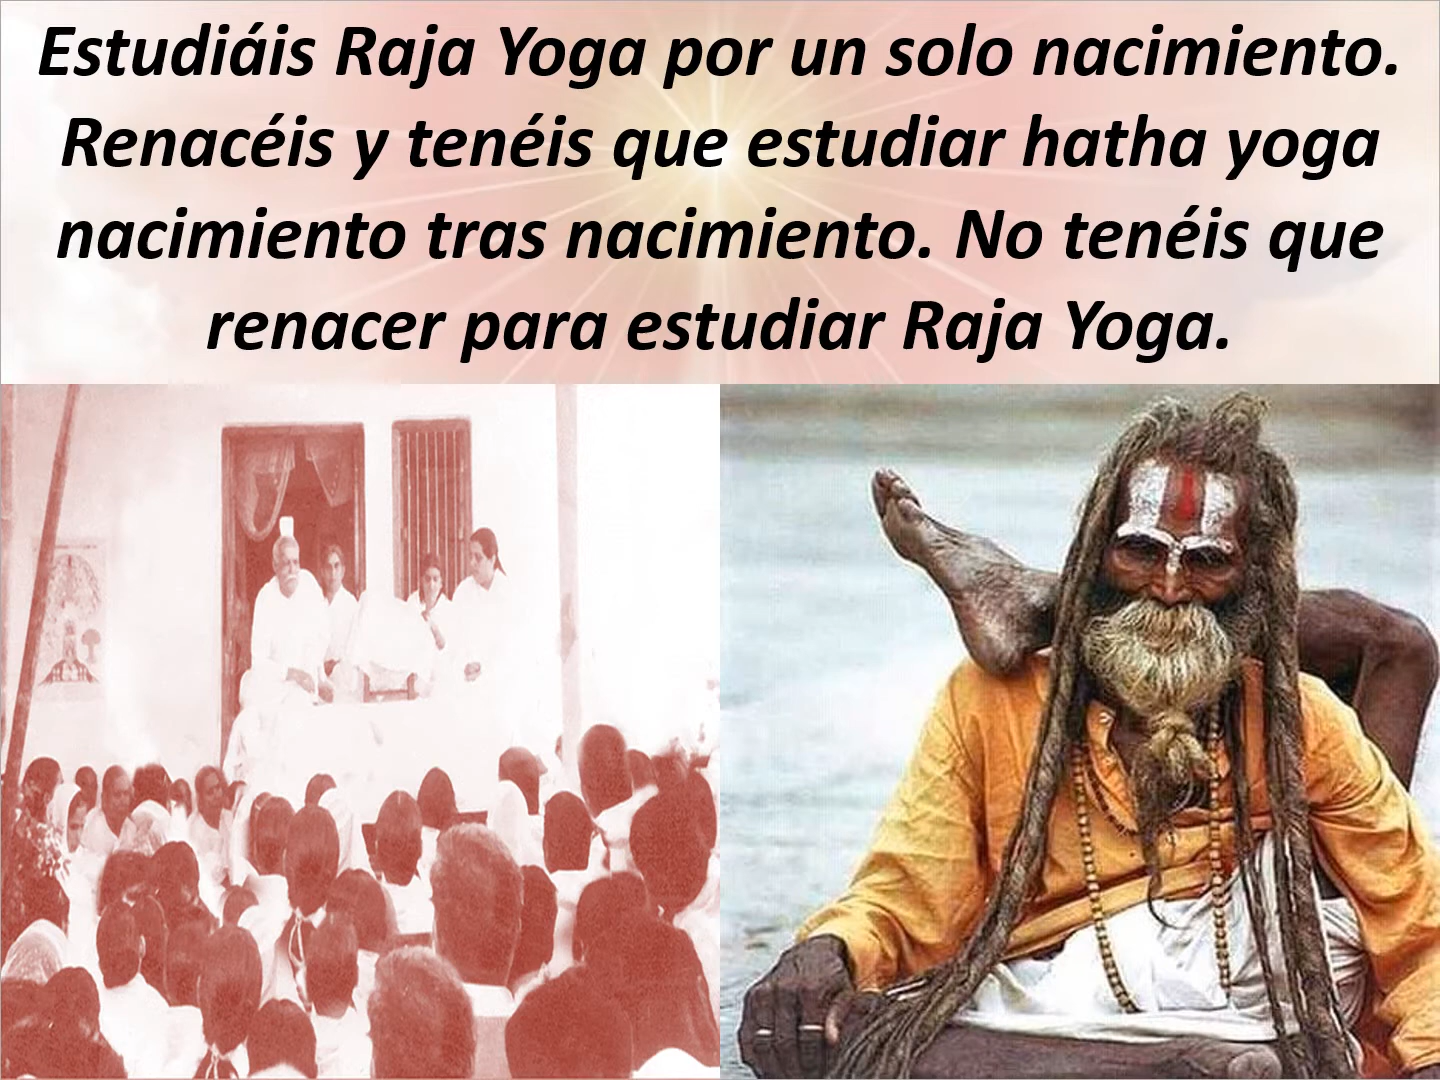 Estudiáis Raja Yoga por un solo nacimiento.
Renacéis y tenéis que estudiar hatha yoga
nacimiento tras nacimiento. No tenéis que
renacer para estudiar Raja Yoga.